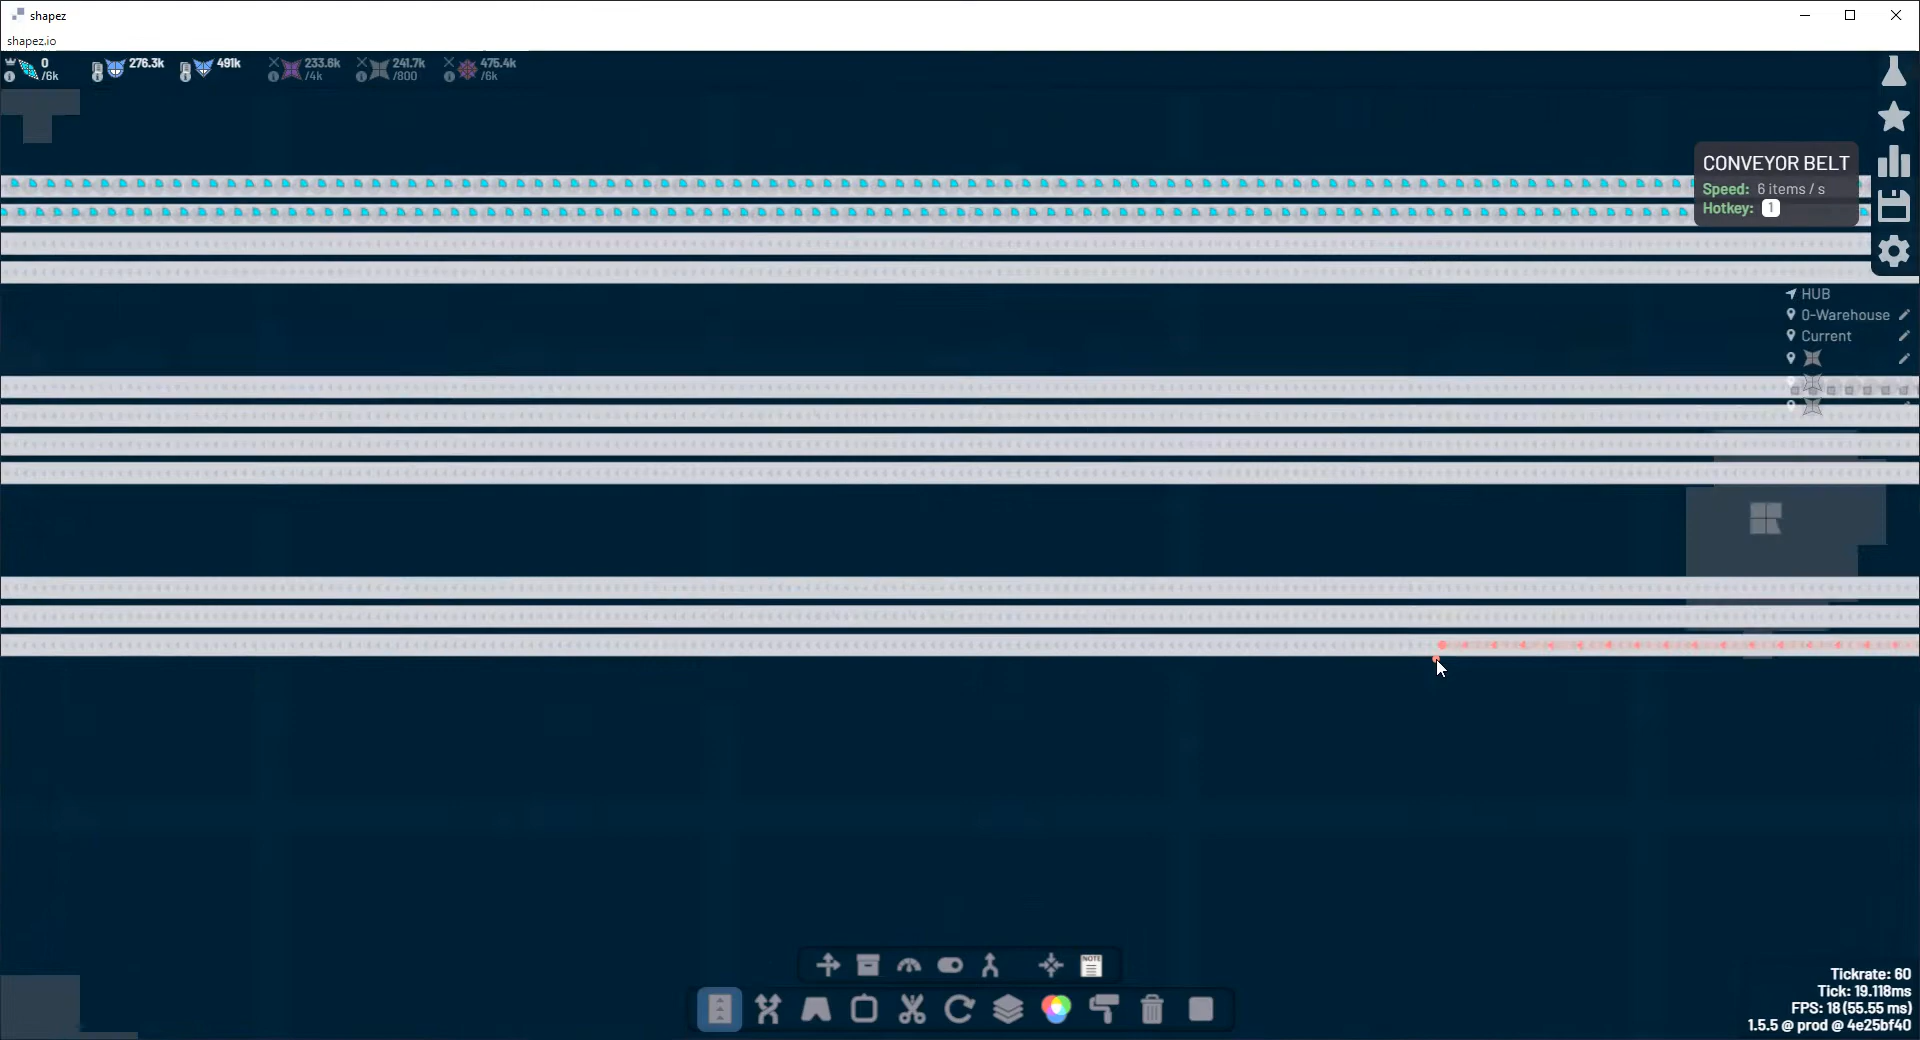 shapez
shapez.io
0
/6k
276.3k
491k
233.6k
/4k
241.7k
/800
475.4k
/6k
CONVEYOR BELT
Speed: 6 items / s
Hotkey: 1
HUB
0-Warehouse
Current
NOTE
Tickrate: 60
Tick: 19.118ms
FPS: 18 (55.55 ms)
1.5.5 @ prod @ 4e25bf40